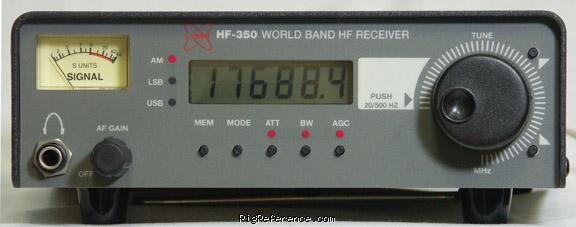 HF-350 WORLD BAND HF RECEIVER
TUNE
S UNITS
SIGNAL
AM
LSB
USB
17688.4
PUSH
20/500 HZ
MEM MODE ATT BW AGC
AF GAIN
OFF
MHz
RigReference.com